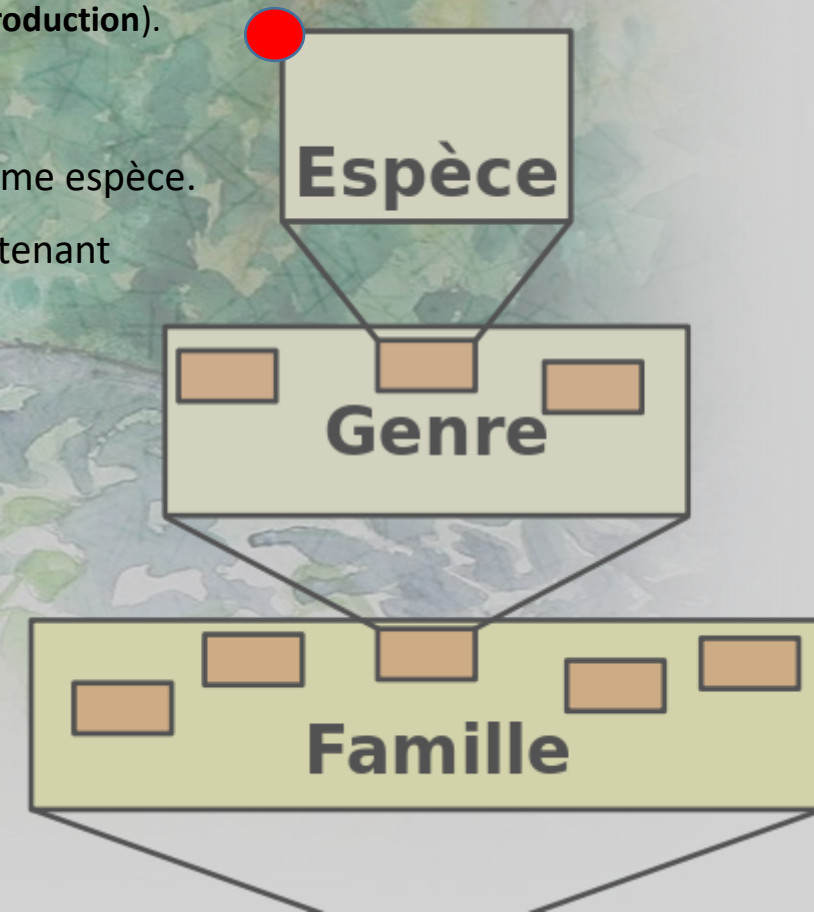 roduction).
Espèce
me espèce.
tenant
Genre
Famille